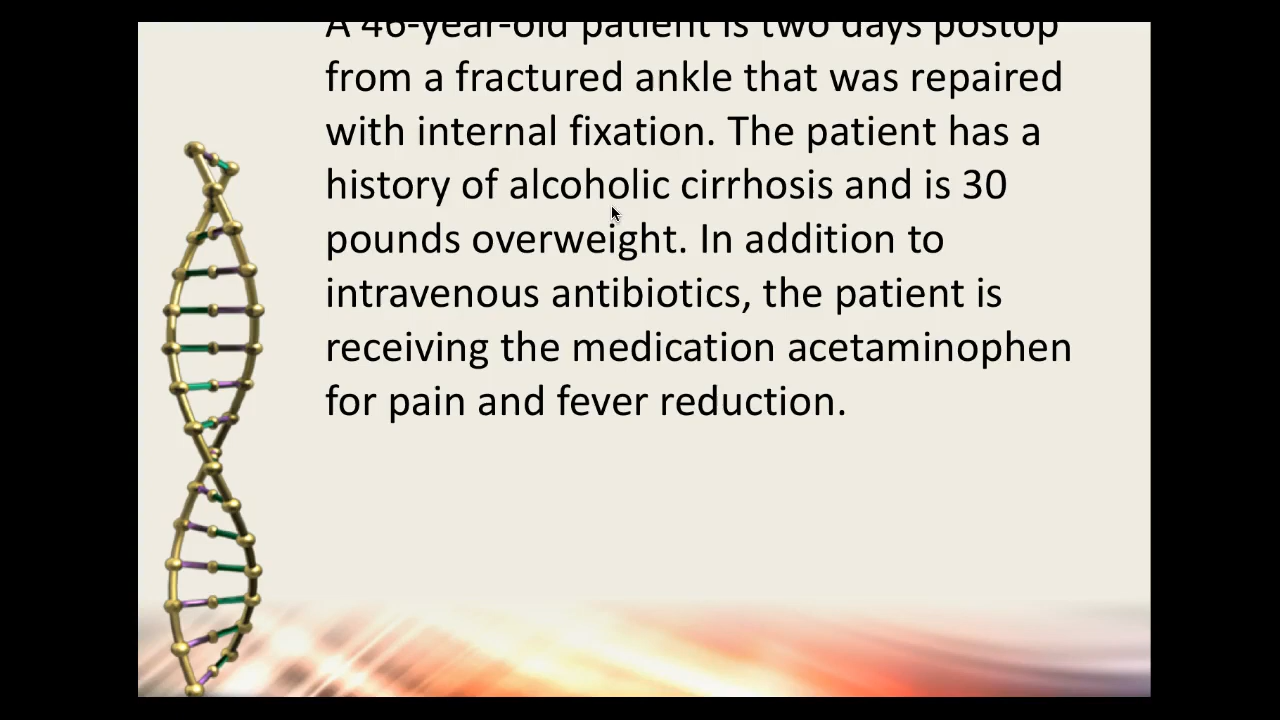 A 46-year-old patient is two days postop
from a fractured ankle that was repaired
with internal fixation. The patient has a
history of alcoholic cirrhosis and is 30
pounds overweight. In addition to
intravenous antibiotics, the patient is
receiving the medication acetaminophen
for pain and fever reduction.